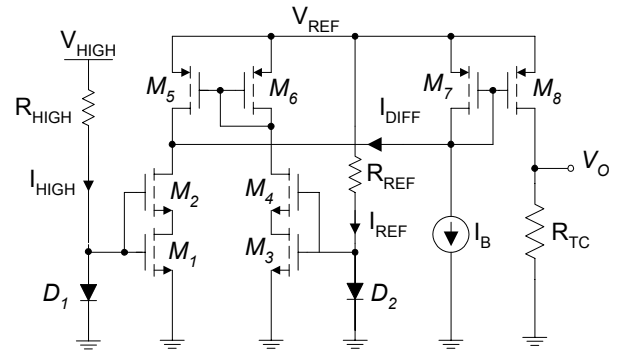 V_REF
V_HIGH
M_5
M_6
M_7
M_8
R_HIGH
I_DIFF
I_HIGH
M_2
M_4
R_REF
V_O
I_REF
M_1
M_3
I_B
R_TC
D_1
D_2